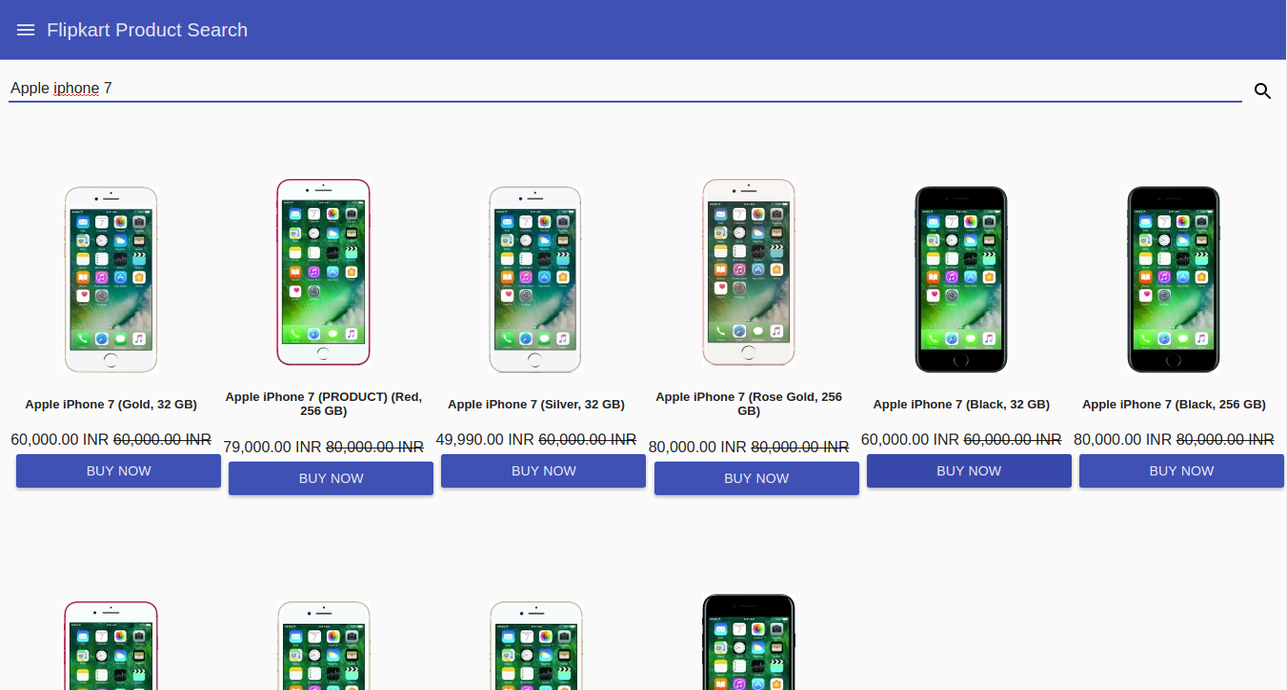 Flipkart Product Search
Apple iphone 7
Apple iPhone 7 (Gold, 32 GB)
60,000.00 INR 60,000.00 INR
BUY NOW
Apple iPhone 7 (PRODUCT) (Red,
256 GB)
79,000.00 INR 80,000.00 INR
BUY NOW
Apple iPhone 7 (Silver, 32 GB)
49,990.00 INR 60,000.00 INR
BUY NOW
Apple iPhone 7 (Rose Gold, 256
GB)
80,000.00 INR 80,000.00 INR
BUY NOW
Apple iPhone 7 (Black, 32 GB)
60,000.00 INR 60,000.00 INR
BUY NOW
Apple iPhone 7 (Black, 256 GB)
80,000.00 INR 80,000.00 INR
BUY NOW